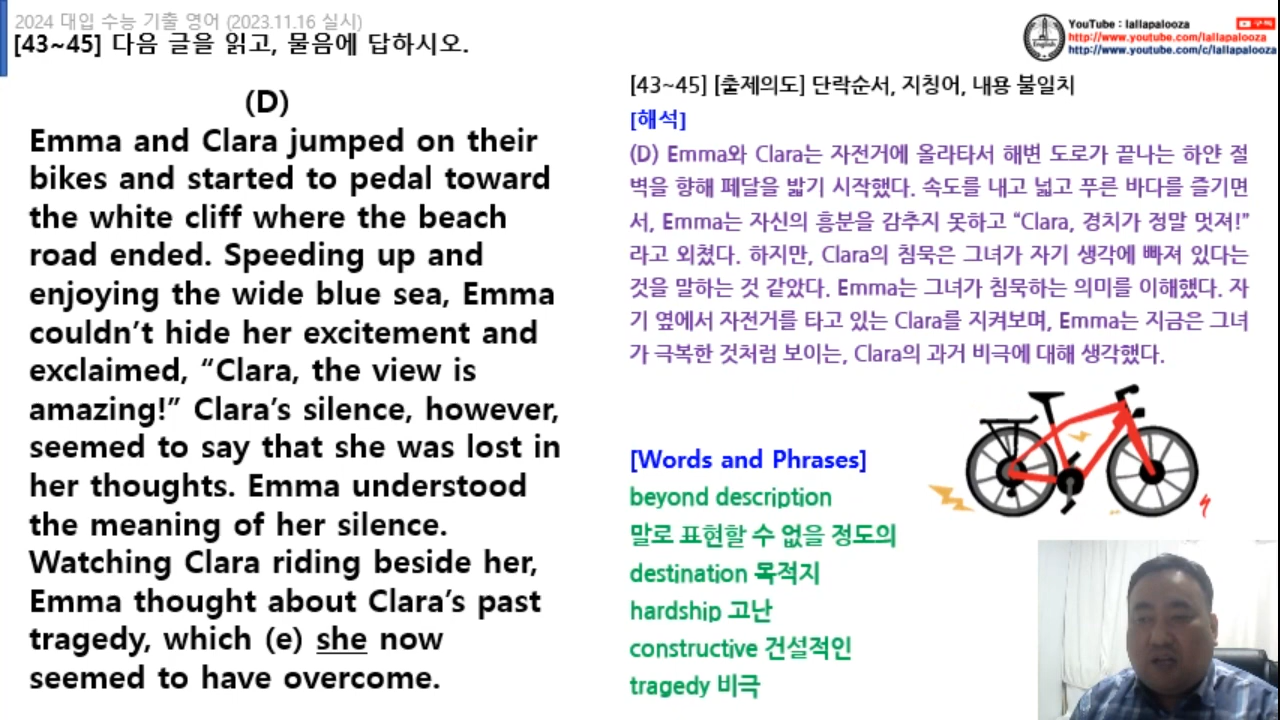 2024 대입 수능 기출 영어 (2023.11.16 실시)
[43~45] 다음 글을 읽고, 물음에 답하시오.
(D)
Emma and Clara jumped on their
bikes and started to pedal toward
the white cliff where the beach
road ended. Speeding up and
enjoying the wide blue sea, Emma
couldn’t hide her excitement and
exclaimed, “Clara, the view is
amazing!” Clara’s silence, however,
seemed to say that she was lost in
her thoughts. Emma understood
the meaning of her silence.
Watching Clara riding beside her,
Emma thought about Clara’s past
tragedy, which (e) she now
seemed to have overcome.
YouTube : lallapalooza
구독
http://www.youtube.com/lallapalooza
http://www.youtube.com/c/lallapalooza
English
[43~45] [출제의도] 단락순서, 지칭어, 내용 불일치
[해석]
(D) Emma와 Clara는 자전거에 올라타서 해변 도로가 끝나는 하얀 절
벽을 향해 페달을 밟기 시작했다. 속도를 내고 넓고 푸른 바다를 즐기면
서, Emma는 자신의 흥분을 감추지 못하고 “Clara, 경치가 정말 멋져!”
라고 외쳤다. 하지만, Clara의 침묵은 그녀가 자기 생각에 빠져 있다는
것을 말하는 것 같았다. Emma는 그녀가 침묵하는 의미를 이해했다. 자
기 옆에서 자전거를 타고 있는 Clara를 지켜보며, Emma는 지금은 그녀
가 극복한 것처럼 보이는, Clara의 과거 비극에 대해 생각했다.
[Words and Phrases]
beyond description
말로 표현할 수 없을 정도의
destination 목적지
hardship 고난
constructive 건설적인
tragedy 비극